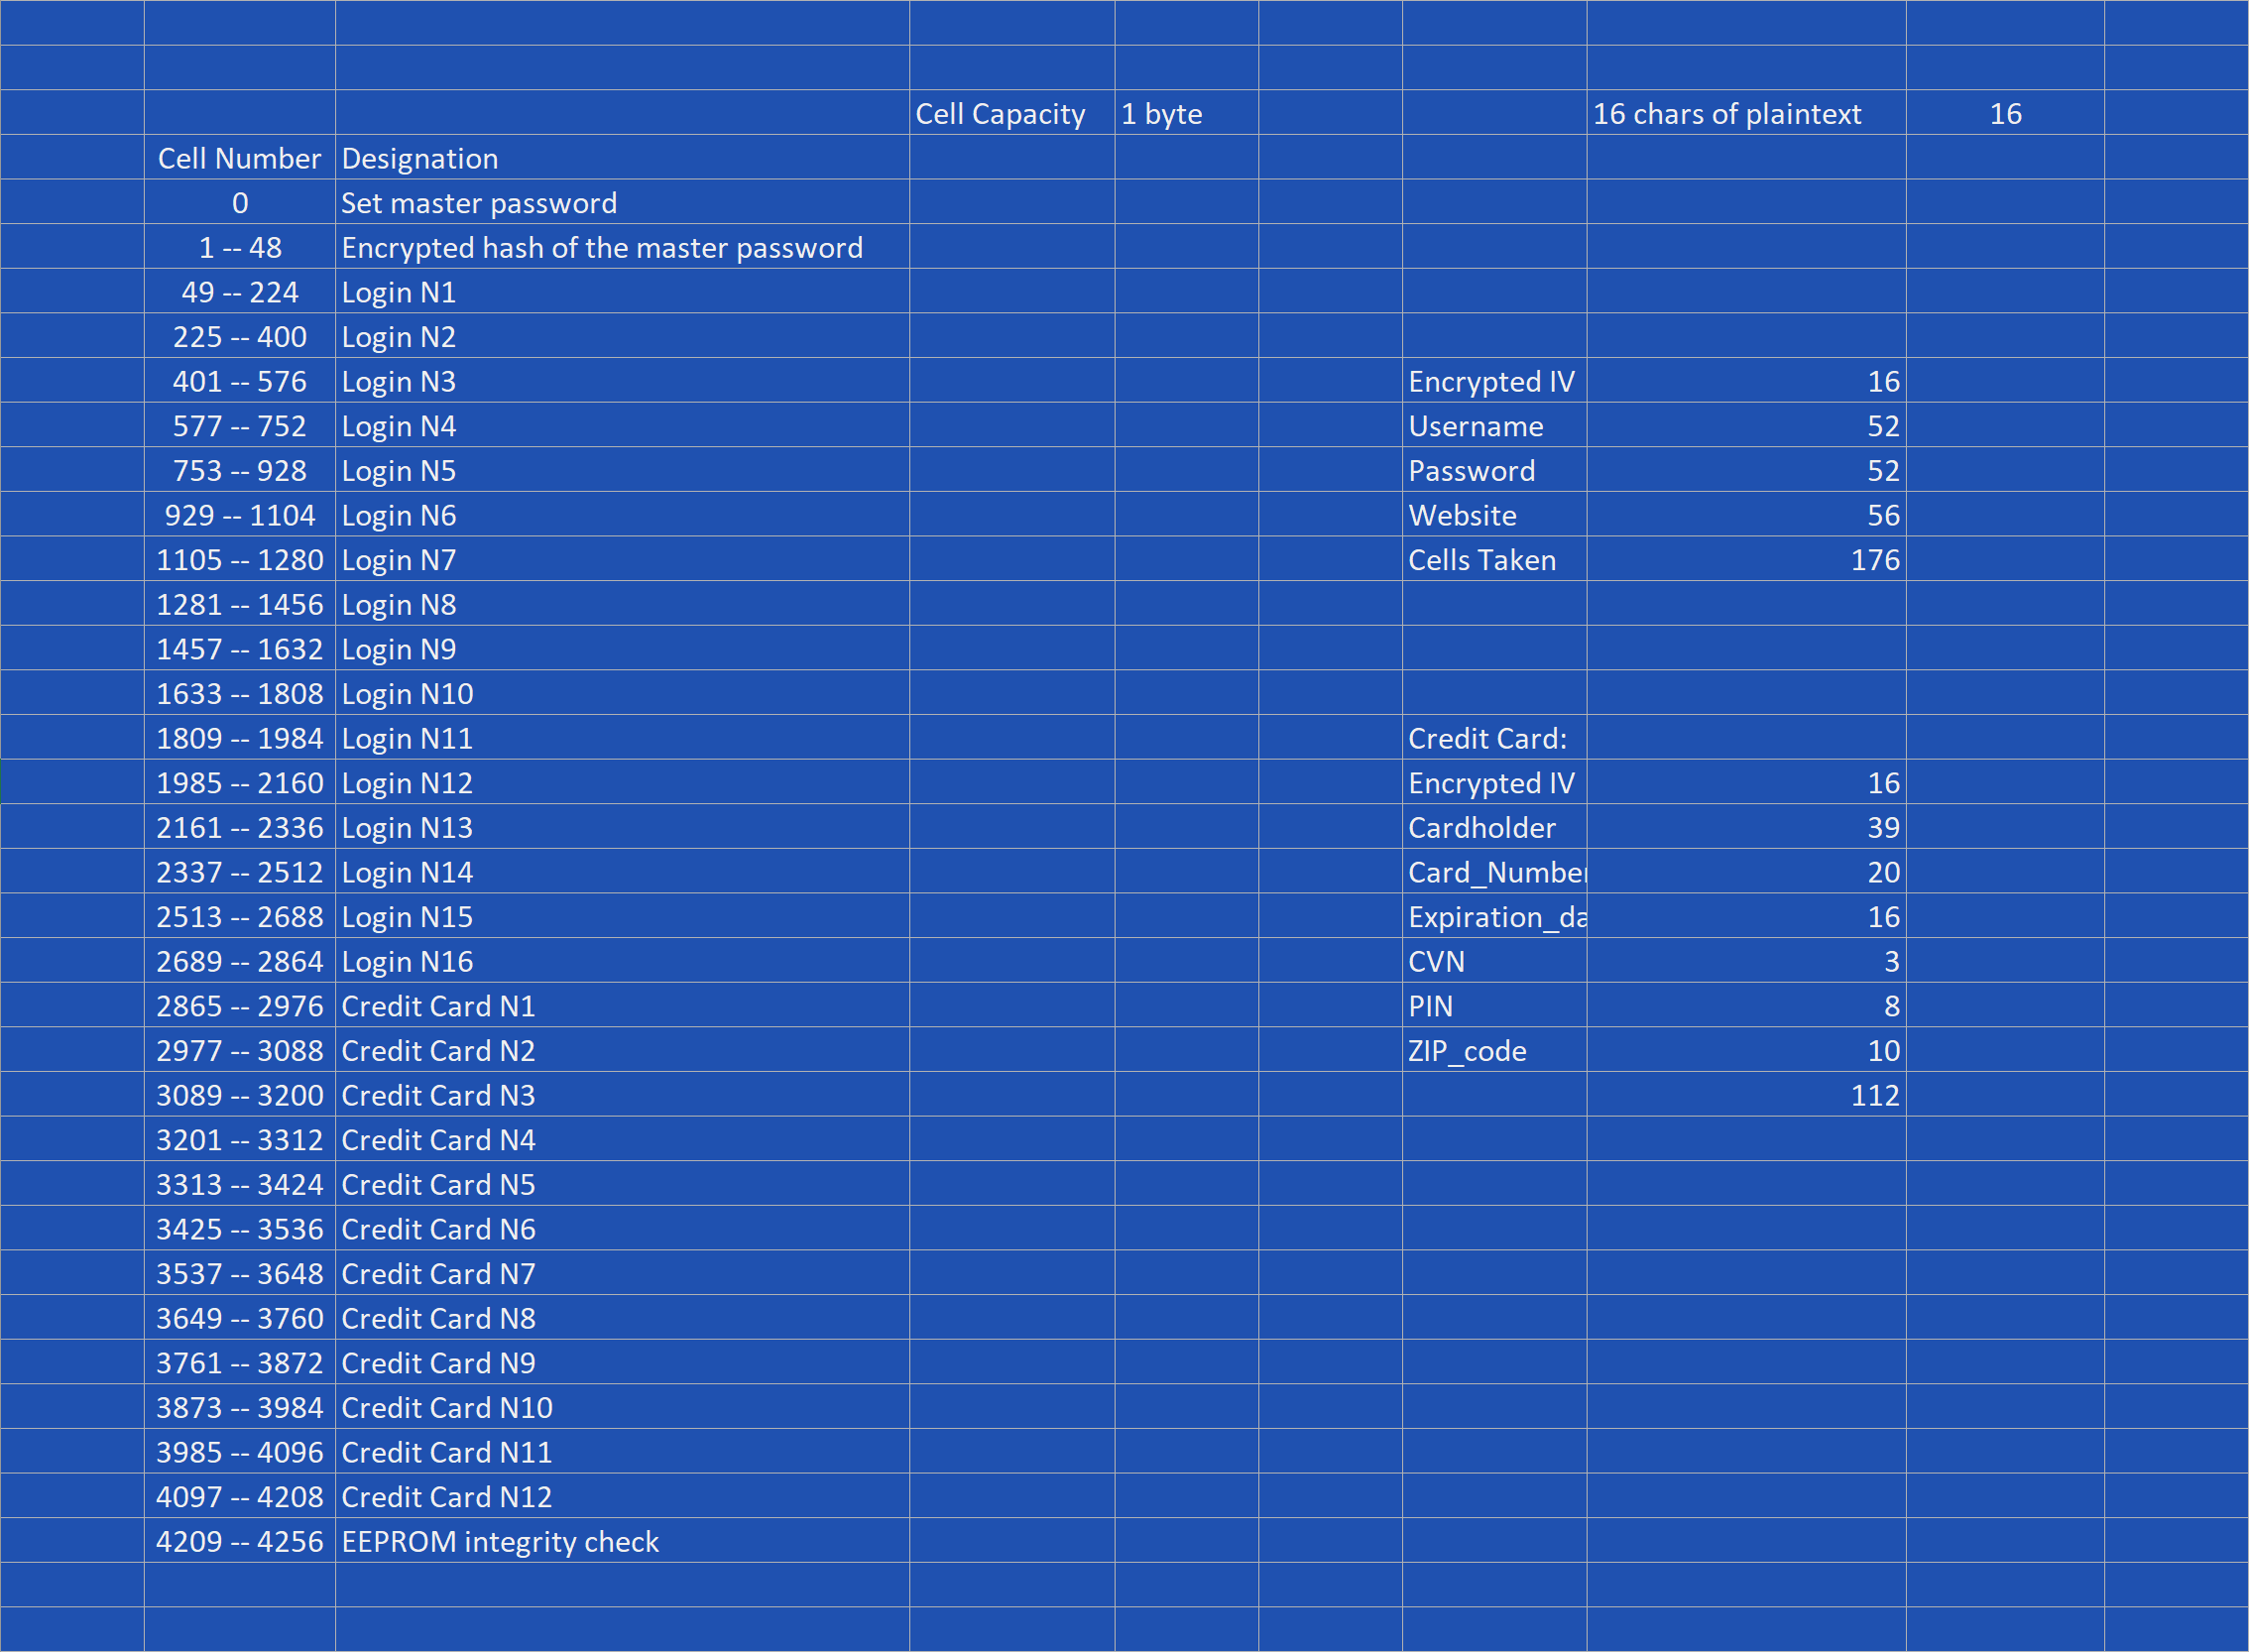 Cell Capacity 1 byte 16 chars of plaintext 16
Cell Number Designation
0 Set master password
1 -- 48 Encrypted hash of the master password
49 -- 224 Login N1
225 -- 400 Login N2
401 -- 576 Login N3 Encrypted IV 16
577 -- 752 Login N4 Username 52
753 -- 928 Login N5 Password 52
929 -- 1104 Login N6 Website 56
1105 -- 1280 Login N7 Cells Taken 176
1281 -- 1456 Login N8
1457 -- 1632 Login N9
1633 -- 1808 Login N10
1809 -- 1984 Login N11 Credit Card:
1985 -- 2160 Login N12 Encrypted IV 16
2161 -- 2336 Login N13 Cardholder 39
2337 -- 2512 Login N14 Card_Number 20
2513 -- 2688 Login N15 Expiration_da 16
2689 -- 2864 Login N16 CVN 3
2865 -- 2976 Credit Card N1 PIN 8
2977 -- 3088 Credit Card N2 ZIP_code 10
3089 -- 3200 Credit Card N3 112
3201 -- 3312 Credit Card N4
3313 -- 3424 Credit Card N5
3425 -- 3536 Credit Card N6
3537 -- 3648 Credit Card N7
3649 -- 3760 Credit Card N8
3761 -- 3872 Credit Card N9
3873 -- 3984 Credit Card N10
3985 -- 4096 Credit Card N11
4097 -- 4208 Credit Card N12
4209 -- 4256 EEPROM integrity check